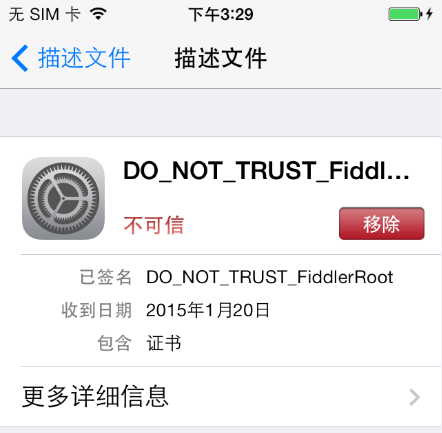 无 SIM 卡 下午3:29
描述文件 描述文件
DO_NOT_TRUST_Fiddl...
不可信 移除
已签名 DO_NOT_TRUST_FiddlerRoot
收到日期 2015年1月20日
包含 证书
更多详细信息